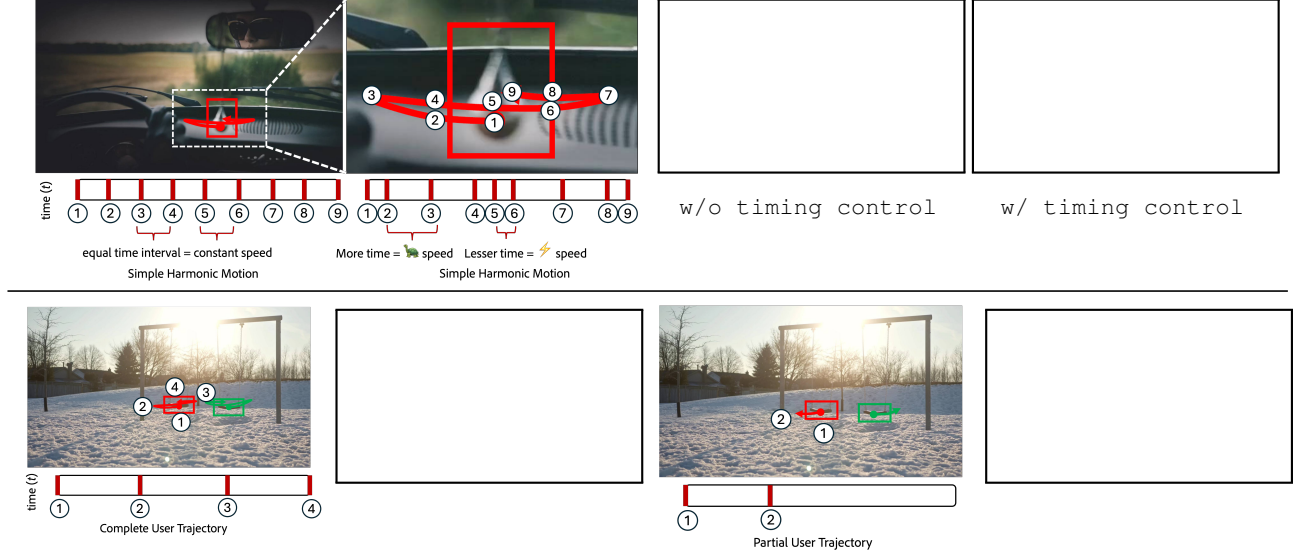 3 4 5 9 8 7
2 1 6
time (t)
1 2 3 4 5 6 7 8 9
1 2 3 4 5 6 7 8 9
equal time interval = constant speed
Simple Harmonic Motion
More time = 🐢 speed Lesser time = ⚡ speed
Simple Harmonic Motion
w/o timing control
w/ timing control
4 3
2
1
time (t)
1 2 3 4
Complete User Trajectory
2
1
1 2
Partial User Trajectory